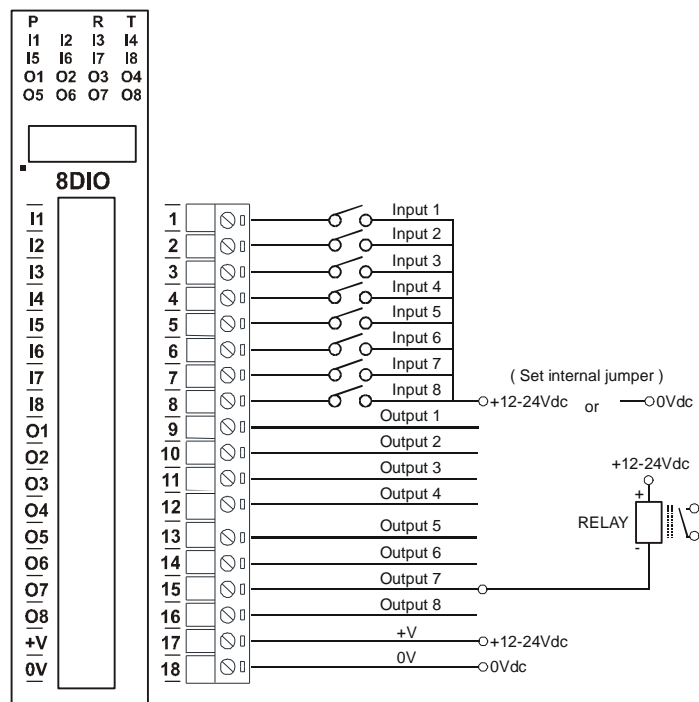 P R T
I1 I2 I3 I4
I5 I6 I7 I8
O1 O2 O3 O4
O5 O6 O7 O8
8DIO
I1 1 Input 1
I2 2 Input 2
I3 3 Input 3
I4 4 Input 4
I5 5 Input 5
I6 6 Input 6
I7 7 Input 7
( Set internal jumper )
I8 8 Input 8 +12-24Vdc or 0Vdc
O1 9 Output 1
O2 10 Output 2
O3 11 Output 3
+12-24Vdc
O4 12 Output 4
+
RELAY
-
O5 13 Output 5
O6 14 Output 6
O7 15 Output 7
O8 16 Output 8
+V 17 +V +12-24Vdc
0V 18 0V 0Vdc